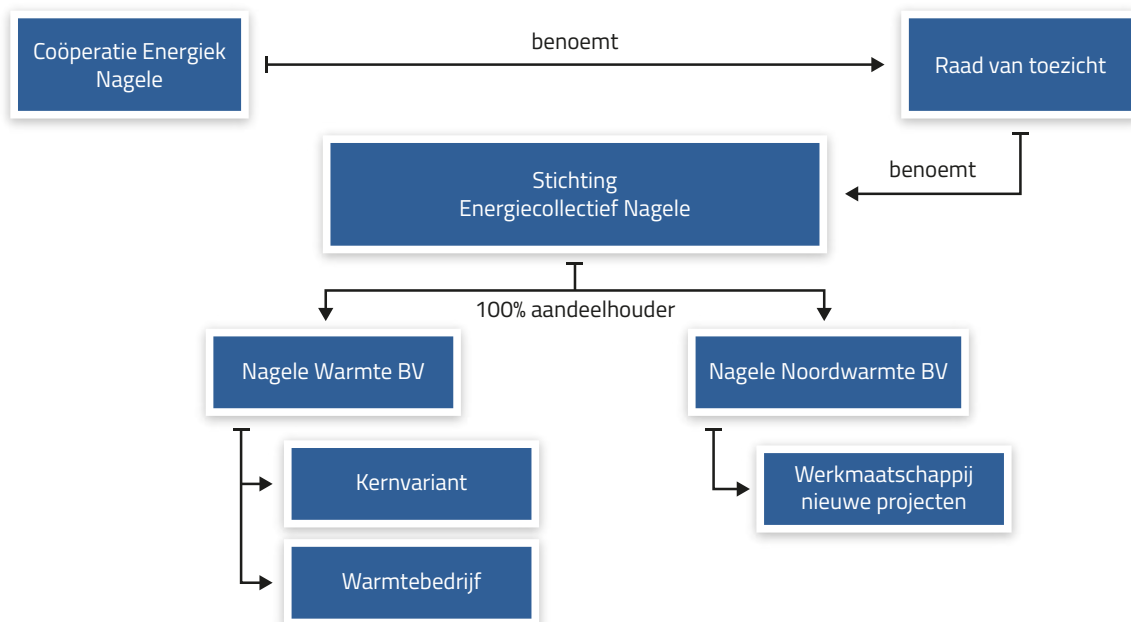 Coöperatie Energiek
Nagele
benoemt
Raad van toezicht
Stichting
Energiecollectief Nagele
benoemt
100% aandeelhouder
Nagele Warmte BV
Nagele Noordwarmte BV
Kernvariant
Werkmaatschappij
nieuwe projecten
Warmtebedrijf